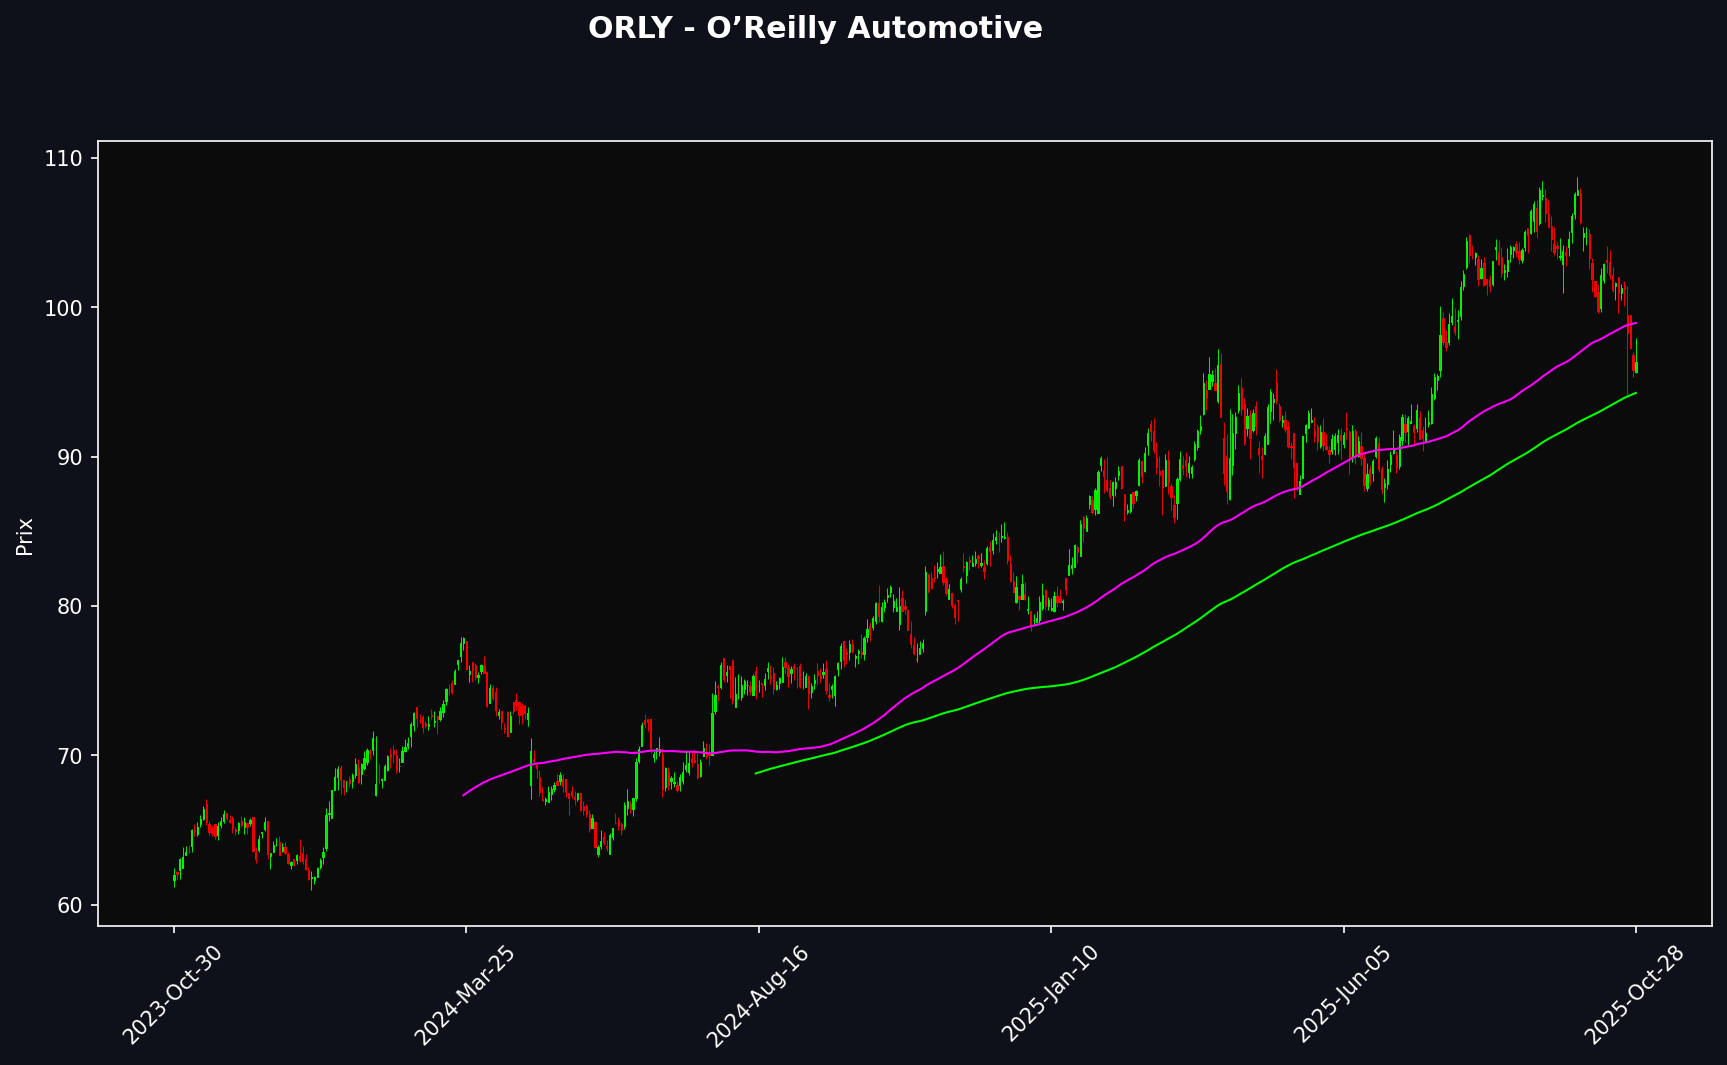 ORLY - O’Reilly Automotive
Prix
110
100
90
80
70
60
2023-Oct-30
2024-Mar-25
2024-Aug-16
2025-Jan-10
2025-Jun-05
2025-Oct-28